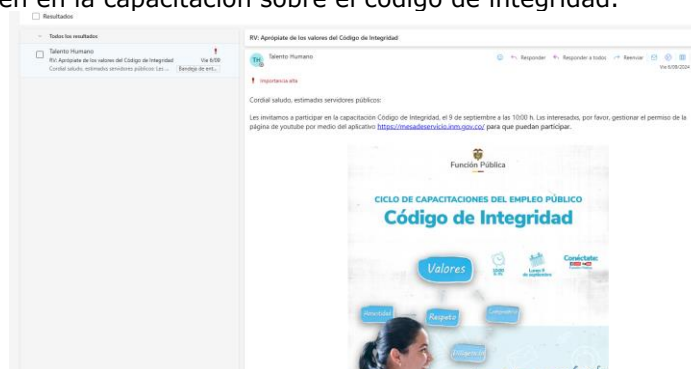 en en la capacitación sobre el código de integridad.
Resultados
Todos los resultados
Talento Humano
RV: Aprópiate de los valores del Código de Integridad Vie 6/09
Cordial saludo, estimados servidores públicos: Les ... Bandeja de ent...
RV: Aprópiate de los valores del Código de Integridad
TH Talento Humano
Responder Responder a todos Reenviar
Vie 6/09/2024
Importancia alta
Cordial saludo, estimados servidores públicos:
Les invitamos a participar en la capacitación Código de Integridad, el 9 de septiembre a las 10:00 h. Los interesados, por favor, gestionar el permiso de la
página de youtube por medio del aplicativo https://mesadeservicio.inm.gov.co/ para que puedan participar.
Función Pública
CICLO DE CAPACITACIONES DEL EMPLEO PÚBLICO
Código de Integridad
Valores
Lunes 9
de septiembre
Conéctate:
Honestidad
Respeto
Compromiso
Diligencia